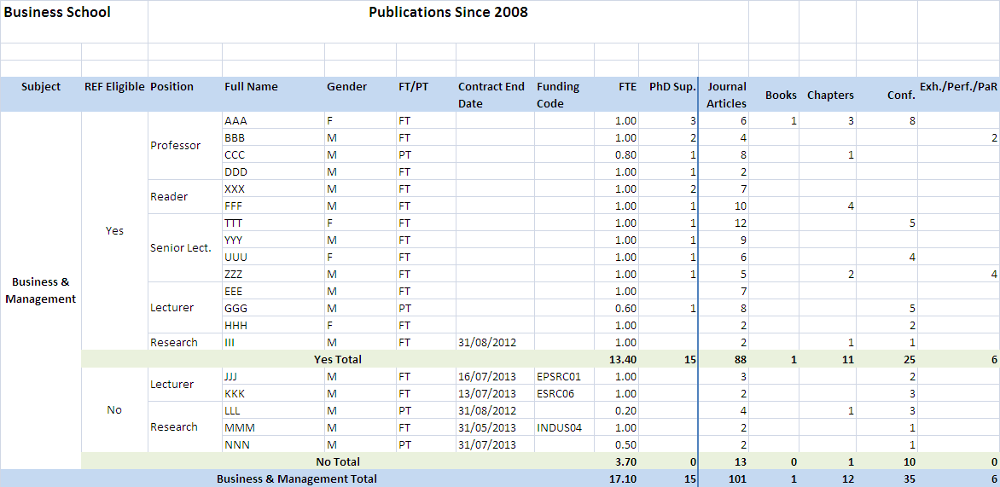 Business School Publications Since 2008
Subject REF Eligible Position Full Name Gender FT/PT Contract End Date Funding Code FTE PhD Sup. Journal Articles Books Chapters Conf. Exh./Perf./PaR
Business & Management
Yes
Professor
AAA F FT 1.00 3 6 1 3 8
BBB M FT 1.00 2 4 2
CCC M PT 0.80 1 8 1
DDD M FT 1.00 1 2
Reader
XXX M FT 1.00 2 7
FFF M FT 1.00 1 10 4
Senior Lect.
TTT F FT 1.00 1 12 5
YYY M FT 1.00 1 9
UUU F FT 1.00 1 6 4
ZZZ M FT 1.00 1 5 2 4
Lecturer
EEE M FT 1.00 7
GGG M PT 0.60 1 8 5
HHH F FT 1.00 2 2
Research III M FT 31/08/2012 1.00 2 1 1
Yes Total 13.40 15 88 1 11 25 6
No
Lecturer
JJJ M FT 16/07/2013 EPSRC01 1.00 3 2
KKK M FT 13/07/2013 ESRC06 1.00 2 3
Research
LLL M PT 31/08/2012 0.20 4 1 3
MMM M FT 31/05/2013 INDUS04 1.00 2 1
NNN M PT 31/07/2013 0.50 2 1
No Total 3.70 0 13 0 1 10 0
Business & Management Total 17.10 15 101 1 12 35 6